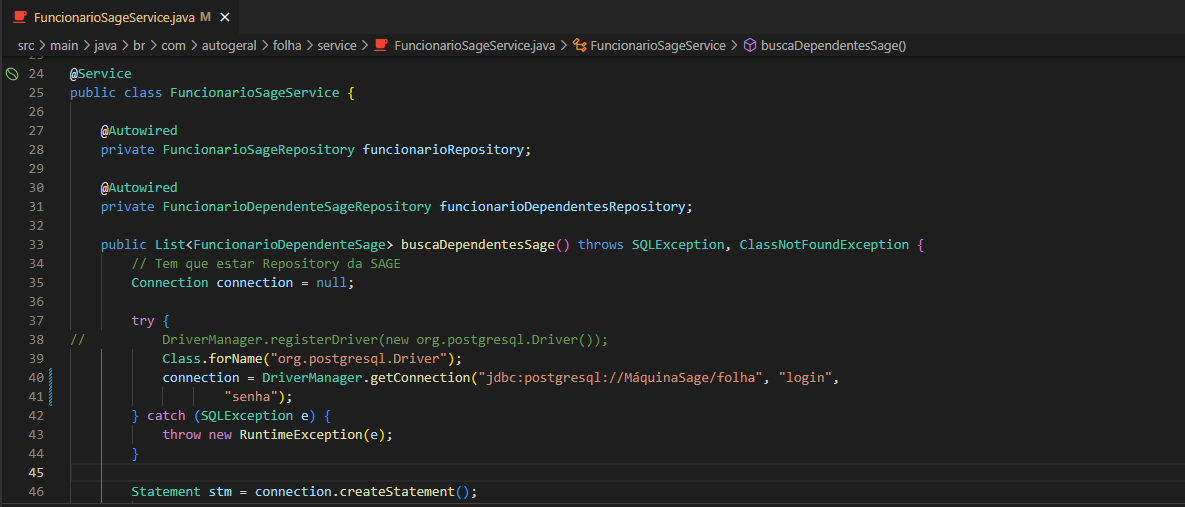 FuncionarioSageService.java M ×
src > main > java > br > com > autogeral > folha > service > FuncionarioSageService.java > FuncionarioSageService > buscaDependentesSage()
24 @Service
25 public class FuncionarioSageService {
26
27 @Autowired
28 private FuncionarioSageRepository funcionarioRepository;
29
30 @Autowired
31 private FuncionarioDependenteSageRepository funcionarioDependentesRepository;
32
33 public List<FuncionarioDependenteSage> buscaDependentesSage() throws SQLException, ClassNotFoundException {
34 // Tem que estar Repository da SAGE
35 Connection connection = null;
36
37 try {
38 // DriverManager.registerDriver(new org.postgresql.Driver());
39 Class.forName("org.postgresql.Driver");
40 connection = DriverManager.getConnection("jdbc:postgresql://MáquinaSage/folha", "login",
41 "senha");
42 } catch (SQLException e) {
43 throw new RuntimeException(e);
44 }
45
46 Statement stm = connection.createStatement();